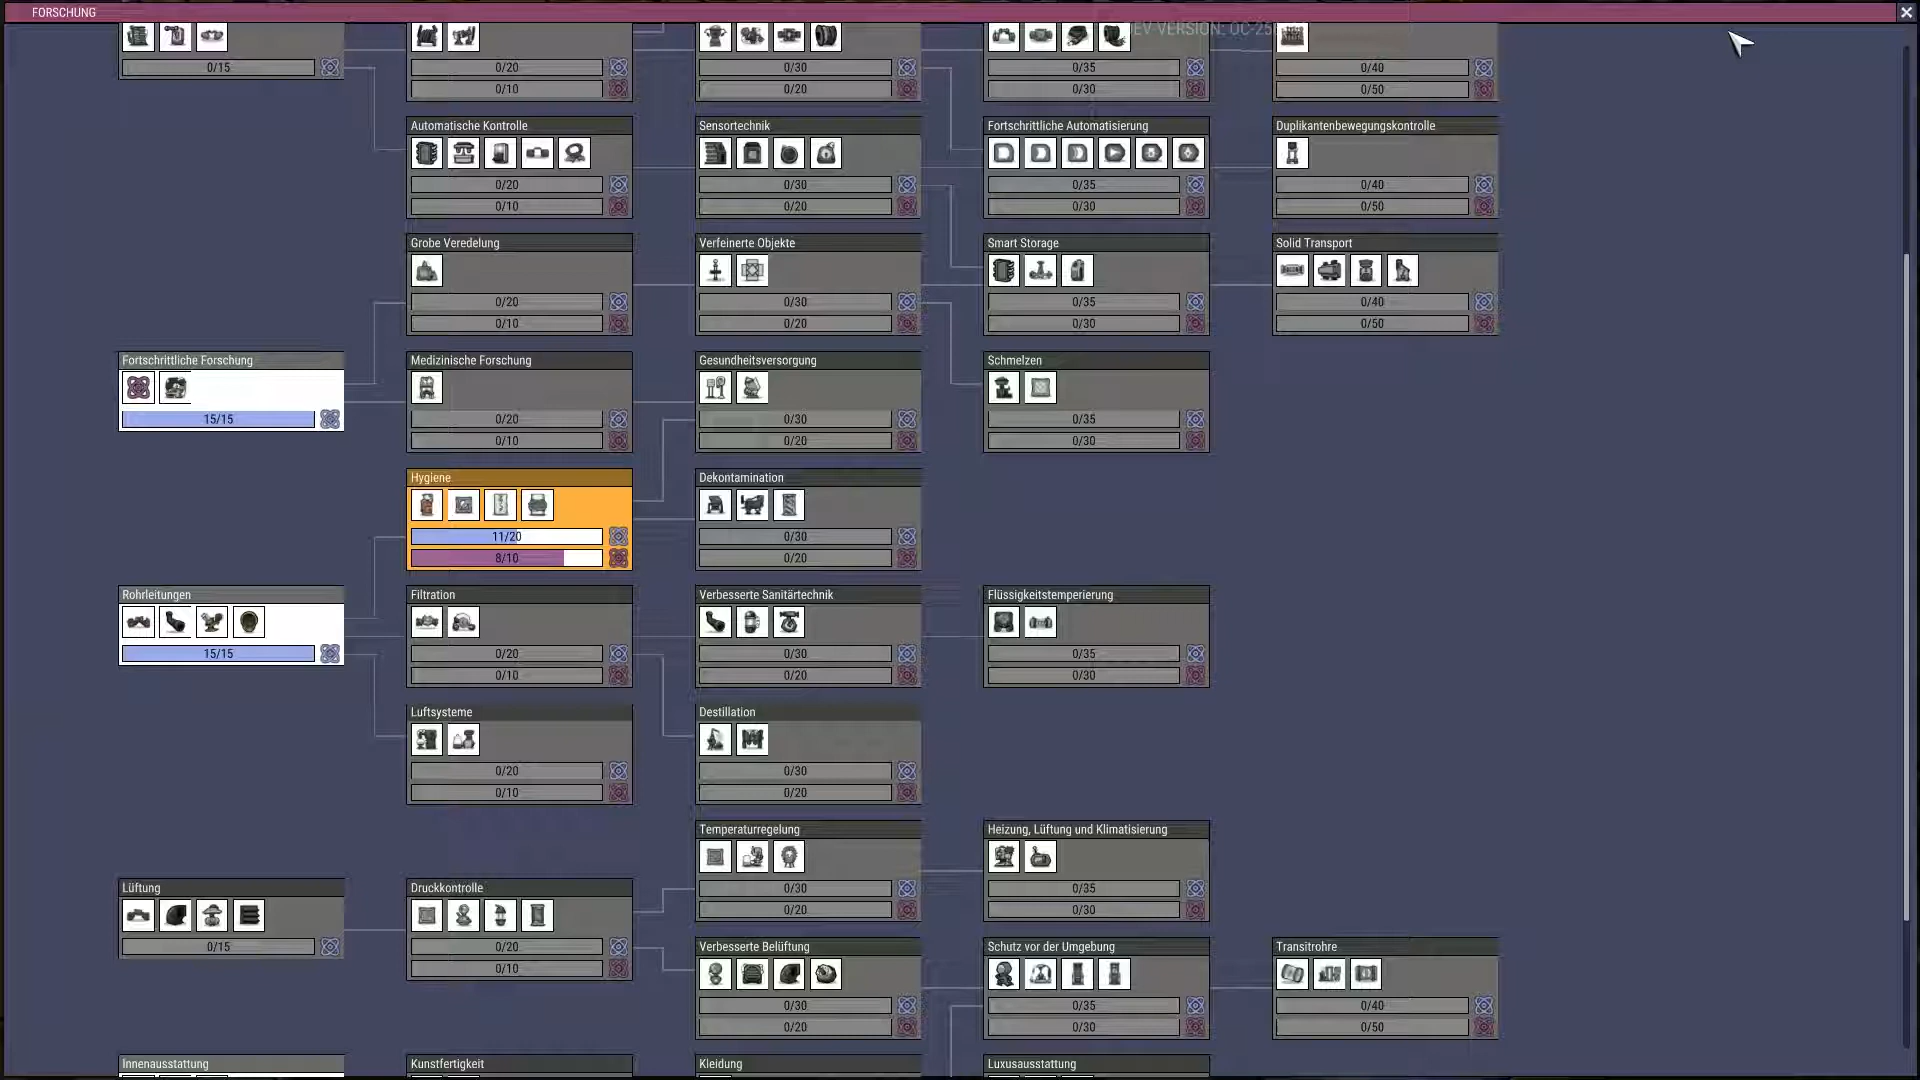 FORSCHUNG
DEV-VERSION: OC-25
0/15
0/20
0/10
0/30
0/20
0/35
0/30
0/40
0/50
Automatische Kontrolle
0/20
0/10
Sensortechnik
0/30
0/20
Fortschrittliche Automatisierung
0/35
0/30
Duplikantenbewegungskontrolle
0/40
0/50
Grobe Veredelung
0/20
0/10
Verfeinerte Objekte
0/30
0/20
Smart Storage
0/35
0/30
Solid Transport
0/40
0/50
Fortschrittliche Forschung
15/15
Medizinische Forschung
0/20
0/10
Gesundheitsversorgung
0/30
0/20
Schmelzen
0/35
0/30
Hygiene
11/20
8/10
Dekontamination
0/30
0/20
Rohrleitungen
15/15
Filtration
0/20
0/10
Verbesserte Sanitärtechnik
0/30
0/20
Flüssigkeitstemperierung
0/35
0/30
Luftsysteme
0/20
0/10
Destillation
0/30
0/20
Temperaturregelung
0/30
0/20
Heizung, Lüftung und Klimatisierung
0/35
0/30
Lüftung
0/15
Druckkontrolle
0/20
0/10
Verbesserte Belüftung
0/30
0/20
Schutz vor der Umgebung
0/35
0/30
Transitrohre
0/40
0/50
Innenausstattung
Kunstfertigkeit
Kleidung
Luxusausstattung